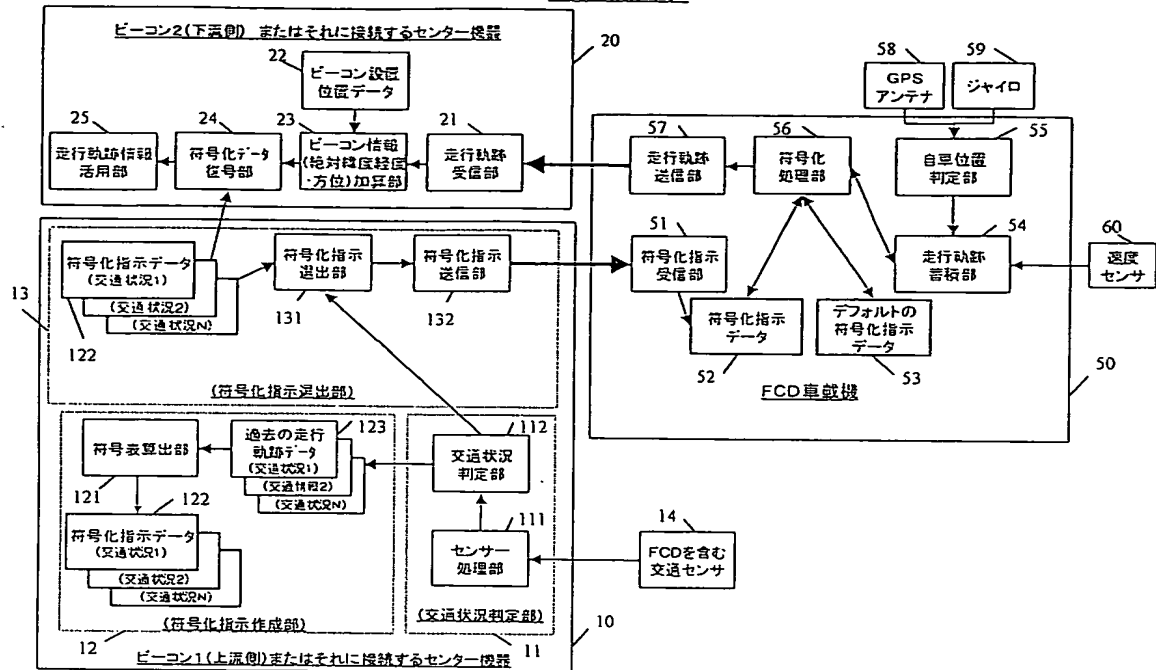 ビーコン2(下流側) またはそれに接続するセンター機器
20
22
ビーコン設置
位置データ
25
走行軌跡情報
活用部
24
符号化データ
復号部
23
ビーコン情報
(絶対緯度経度
・方位)加算部
21
走行軌跡
受信部
58
GPS
アンテナ
59
ジャイロ
57
走行軌跡
送信部
56
符号化
処理部
55
自車位置
判定部
51
符号化指示
受信部
54
走行軌跡
蓄積部
60
速度
センサ
符号化指示
データ
52
デフォルトの
符号化指示
データ
53
FCD車載機
50
13
符号化指示データ
(交通状況1)
(交通状況2)
(交通状況N)
122
符号化指示
選出部
131
符号化指示
送信部
132
(符号化指示選出部)
符号表算出部
121
123
過去の走行
軌跡データ
(交通状況1)
(交通情報2)
(交通状況N)
112
交通状況
判定部
122
符号化指示データ
(交通状況1)
(交通状況2)
(交通状況N)
111
センサー
処理部
14
FCDを含む
交通センサ
(符号化指示作成部)
12
(交通状況判定部)
11
10
ビーコン1(上流側)またはそれに接続するセンター機器